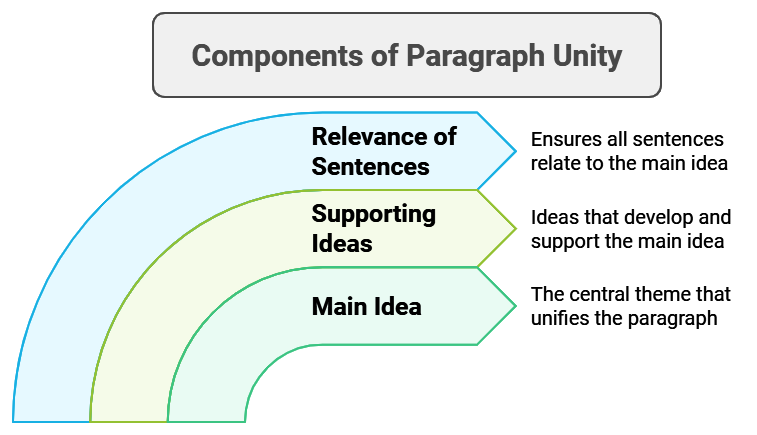 Components of Paragraph Unity
Relevance of
Sentences
Ensures all sentences
relate to the main idea
Supporting
Ideas
Ideas that develop and
support the main idea
Main Idea
The central theme that
unifies the paragraph